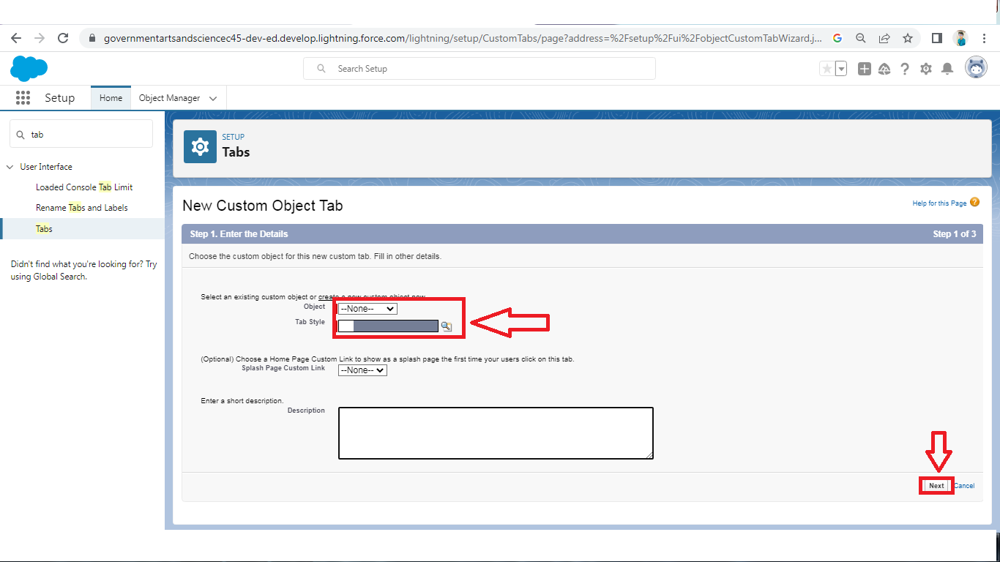 governmentartsandsciencec45-dev-ed.develop.lightning.force.com/lightning/setup/CustomTabs/page?address=%2Fsetup%2Fui%2FobjectCustomTabWizard.j...
Search Setup
Setup
Home
Object Manager
tab
User Interface
Loaded Console Tab Limit
Rename Tabs and Labels
Tabs
Didn't find what you're looking for? Try
using Global Search.
SETUP
Tabs
New Custom Object Tab
Help for this Page
Step 1. Enter the Details
Step 1 of 3
Choose the custom object for this new custom tab. Fill in other details.
Select an existing custom object or create a new custom object now.
Object
--None--
Tab Style
(Optional) Choose a Home Page Custom Link to show as a splash page the first time your users click on this tab.
Splash Page Custom Link
--None--
Enter a short description.
Description
Next
Cancel